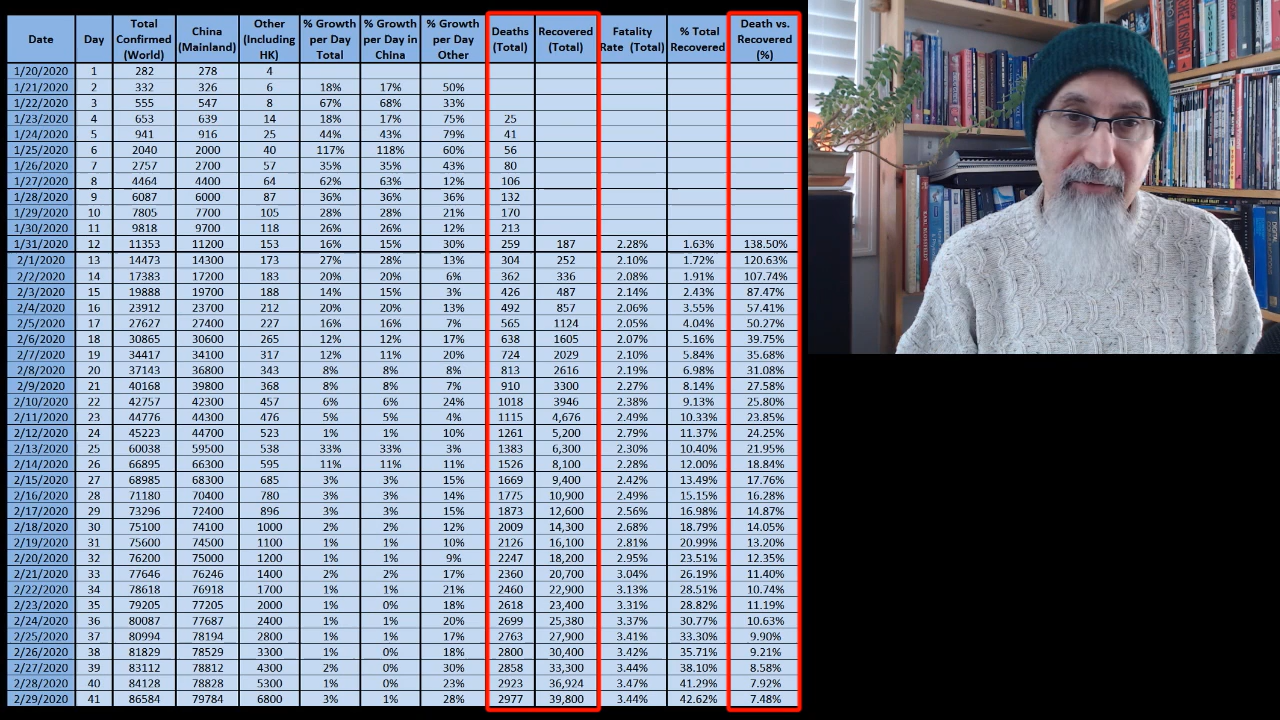 Date Day Total Confirmed (World) China (Mainland) Other (Including HK) % Growth per Day Total % Growth per Day in China % Growth per Day Other Deaths (Total) Recovered (Total) Fatality Rate (Total) % Total Recovered Death vs. Recovered (%)
1/20/2020 1 282 278 4
1/21/2020 2 332 326 6 18% 17% 50%
1/22/2020 3 555 547 8 67% 68% 33%
1/23/2020 4 653 639 14 18% 17% 75% 25
1/24/2020 5 941 916 25 44% 43% 79% 41
1/25/2020 6 2040 2000 40 117% 118% 60% 56
1/26/2020 7 2757 2700 57 35% 35% 43% 80
1/27/2020 8 4464 4400 64 62% 63% 12% 106
1/28/2020 9 6087 6000 87 36% 36% 36% 132
1/29/2020 10 7805 7700 105 28% 28% 21% 170
1/30/2020 11 9818 9700 118 26% 26% 12% 213
1/31/2020 12 11353 11200 153 16% 15% 30% 259 187 2.28% 1.63% 138.50%
2/1/2020 13 14473 14300 173 27% 28% 13% 304 252 2.10% 1.72% 120.63%
2/2/2020 14 17383 17200 183 20% 20% 6% 362 336 2.08% 1.91% 107.74%
2/3/2020 15 19888 19700 188 14% 15% 3% 426 487 2.14% 2.43% 87.47%
2/4/2020 16 23912 23700 212 20% 20% 13% 492 857 2.06% 3.55% 57.41%
2/5/2020 17 27627 27400 227 16% 16% 7% 565 1124 2.05% 4.04% 50.27%
2/6/2020 18 30865 30600 265 12% 12% 17% 638 1605 2.07% 5.16% 39.75%
2/7/2020 19 34417 34100 317 12% 11% 20% 724 2029 2.10% 5.84% 35.68%
2/8/2020 20 37143 36800 343 8% 8% 8% 813 2616 2.19% 6.98% 31.08%
2/9/2020 21 40168 39800 368 8% 8% 7% 910 3300 2.27% 8.14% 27.58%
2/10/2020 22 42757 42300 457 6% 6% 24% 1018 3946 2.38% 9.13% 25.80%
2/11/2020 23 44776 44300 476 5% 5% 4% 1115 4,676 2.49% 10.33% 23.85%
2/12/2020 24 45223 44700 523 1% 1% 10% 1261 5,200 2.79% 11.37% 24.25%
2/13/2020 25 60038 59500 538 33% 33% 3% 1383 6,300 2.30% 10.40% 21.95%
2/14/2020 26 66895 66300 595 11% 11% 11% 1526 8,100 2.28% 12.00% 18.84%
2/15/2020 27 68985 68300 685 3% 3% 15% 1669 9,400 2.42% 13.49% 17.76%
2/16/2020 28 71180 70400 780 3% 3% 14% 1775 10,900 2.49% 15.15% 16.28%
2/17/2020 29 73296 72400 896 3% 3% 15% 1873 12,600 2.56% 16.98% 14.87%
2/18/2020 30 75100 74100 1000 2% 2% 12% 2009 14,300 2.68% 18.79% 14.05%
2/19/2020 31 75600 74500 1100 1% 1% 10% 2126 16,100 2.81% 20.99% 13.20%
2/20/2020 32 76200 75000 1200 1% 1% 9% 2247 18,200 2.95% 23.51% 12.35%
2/21/2020 33 77646 76246 1400 2% 2% 17% 2360 20,700 3.04% 26.19% 11.40%
2/22/2020 34 78618 76918 1700 1% 1% 21% 2460 22,900 3.13% 28.51% 10.74%
2/23/2020 35 79205 77205 2000 1% 0% 18% 2618 23,400 3.31% 28.82% 11.19%
2/24/2020 36 80087 77687 2400 1% 1% 20% 2699 25,380 3.37% 30.77% 10.63%
2/25/2020 37 80994 78194 2800 1% 1% 17% 2763 27,900 3.41% 33.30% 9.90%
2/26/2020 38 81829 78529 3300 1% 0% 18% 2800 30,400 3.42% 35.71% 9.21%
2/27/2020 39 83112 78812 4300 2% 0% 30% 2858 33,300 3.44% 38.10% 8.58%
2/28/2020 40 84128 78828 5300 1% 0% 23% 2923 36,924 3.47% 41.29% 7.92%
2/29/2020 41 86584 79784 6800 3% 1% 28% 2977 39,800 3.44% 42.62% 7.48%